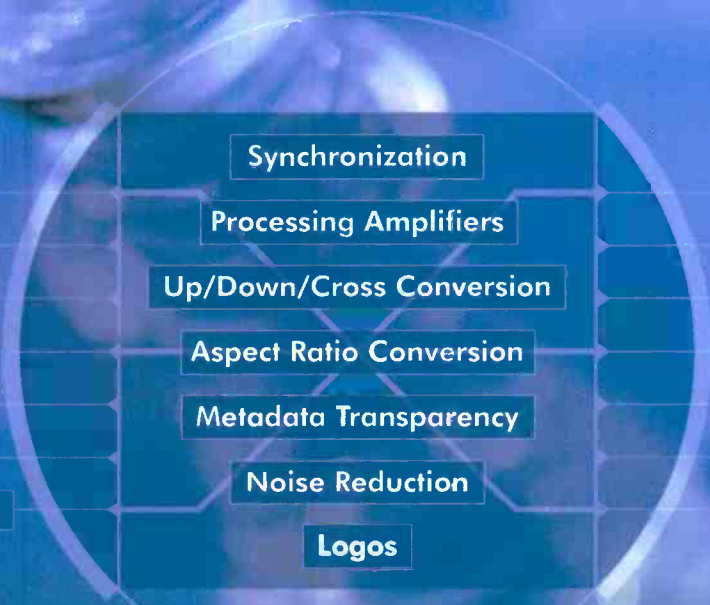 Synchronization
Processing Amplifiers
Up/Down/Cross Conversion
Aspect Ratio Conversion
Metadata Transparency
Noise Reduction
Logos